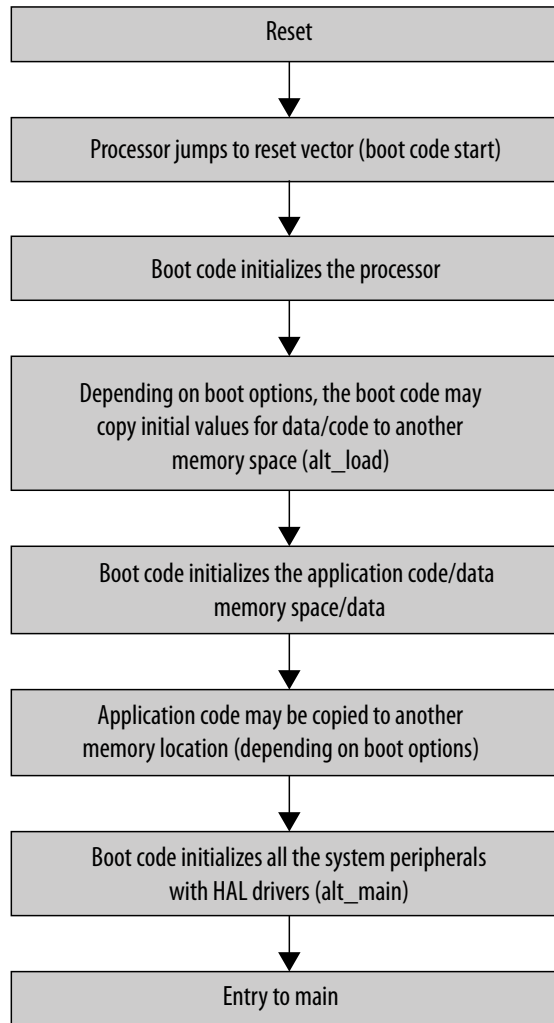 Reset
Processor jumps to reset vector (boot code start)
Boot code initializes the processor
Depending on boot options, the boot code may
copy initial values for data/code to another
memory space (alt_load)
Boot code initializes the application code/data
memory space/data
Application code may be copied to another
memory location (depending on boot options)
Boot code initializes all the system peripherals
with HAL drivers (alt_main)
Entry to main